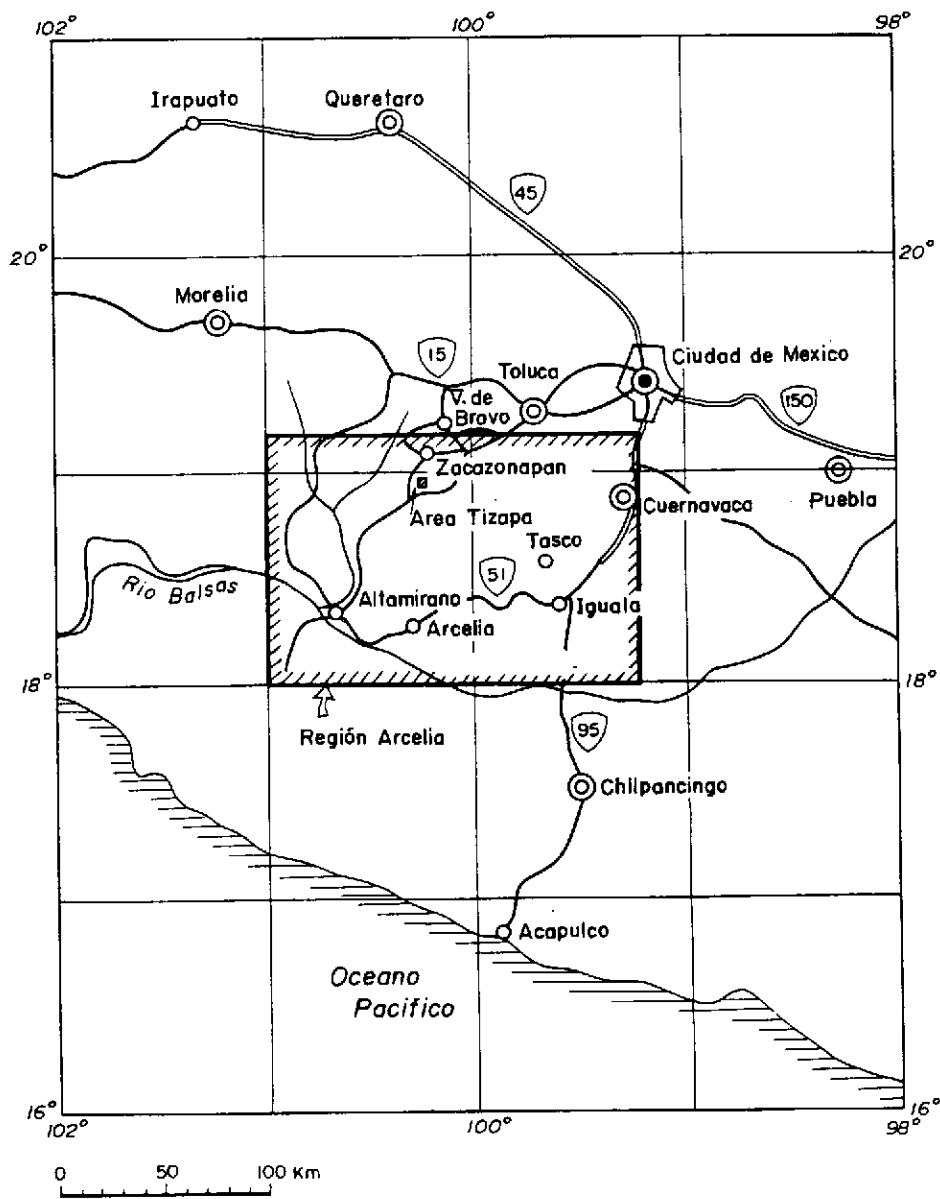 102°
100°
98°
Irapuato
Queretaro
45
20°
20°
Morelia
15
Toluca
Ciudad de Mexico
V. de
Bravo
150
Zacazonapan
Puebla
Area Tizapa
Cuernavaca
Tasco
51
Rio Balsas
Altamirano
Iguala
Arcelia
18°
18°
Región Arcelia
95
Chilpancingo
Acapulco
Oceano
Pacifico
16°
16°
102°
100°
98°
0 50 100 Km